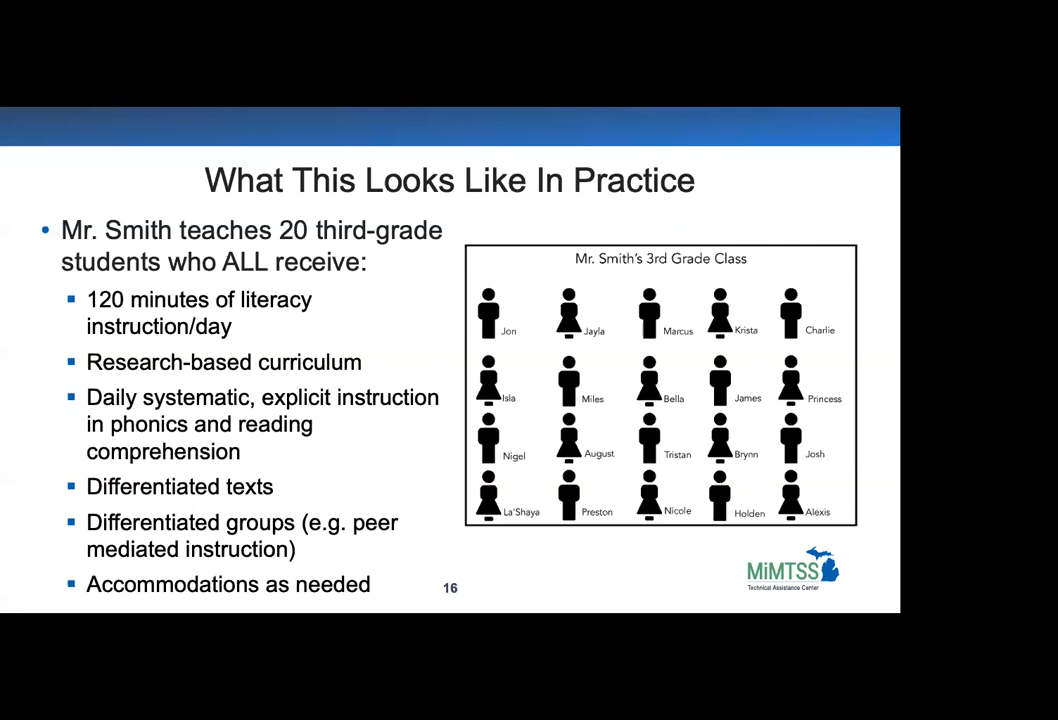 What This Looks Like In Practice
• Mr. Smith teaches 20 third-grade
students who ALL receive:
▪ 120 minutes of literacy
instruction/day
▪ Research-based curriculum
▪ Daily systematic, explicit instruction
in phonics and reading
comprehension
▪ Differentiated texts
▪ Differentiated groups (e.g. peer
mediated instruction)
▪ Accommodations as needed
Mr. Smith's 3rd Grade Class
Jon Jayla Marcus Krista Charlie
Isla Miles Bella James Princess
Nigel August Tristan Brynn Josh
La'Shaya Preston Nicole Holden Alexis
16
MiMTSS
Technical Assistance Center